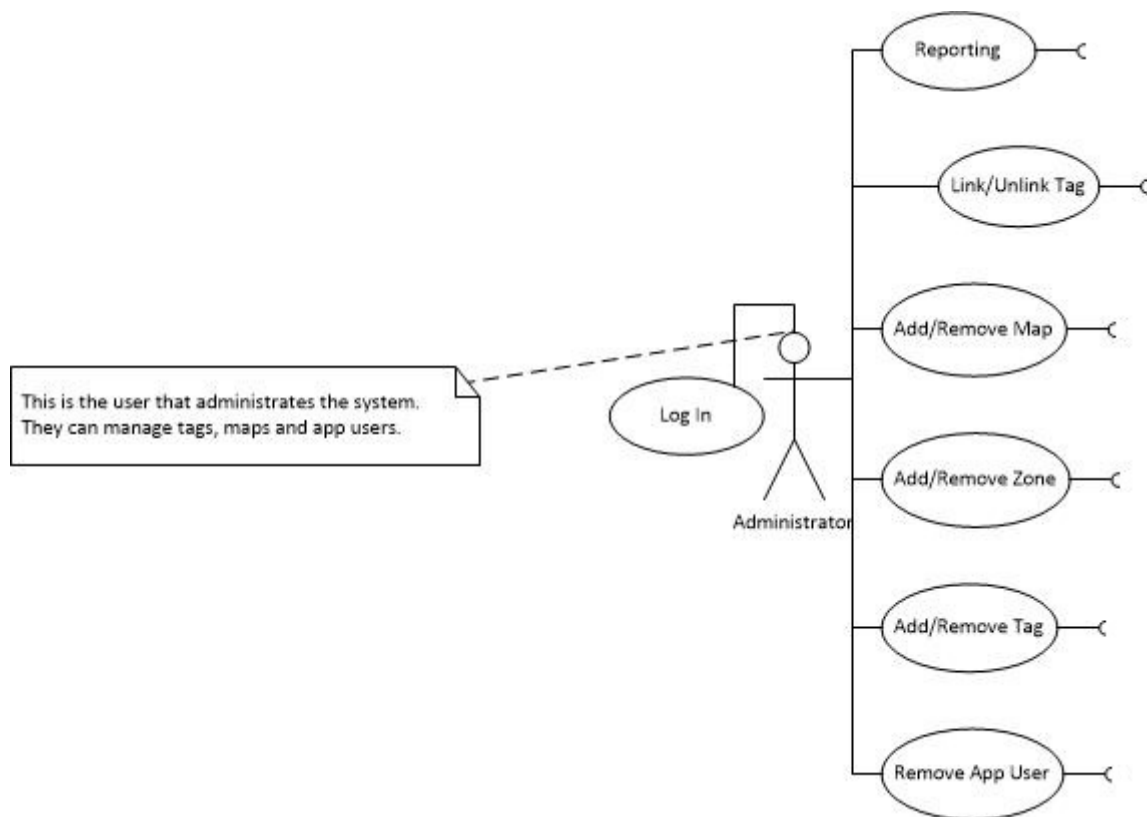 Reporting
Link/Unlink Tag
Add/Remove Map
This is the user that administrates the system.
They can manage tags, maps and app users.
Log In
Add/Remove Zone
Administrator
Add/Remove Tag
Remove App User